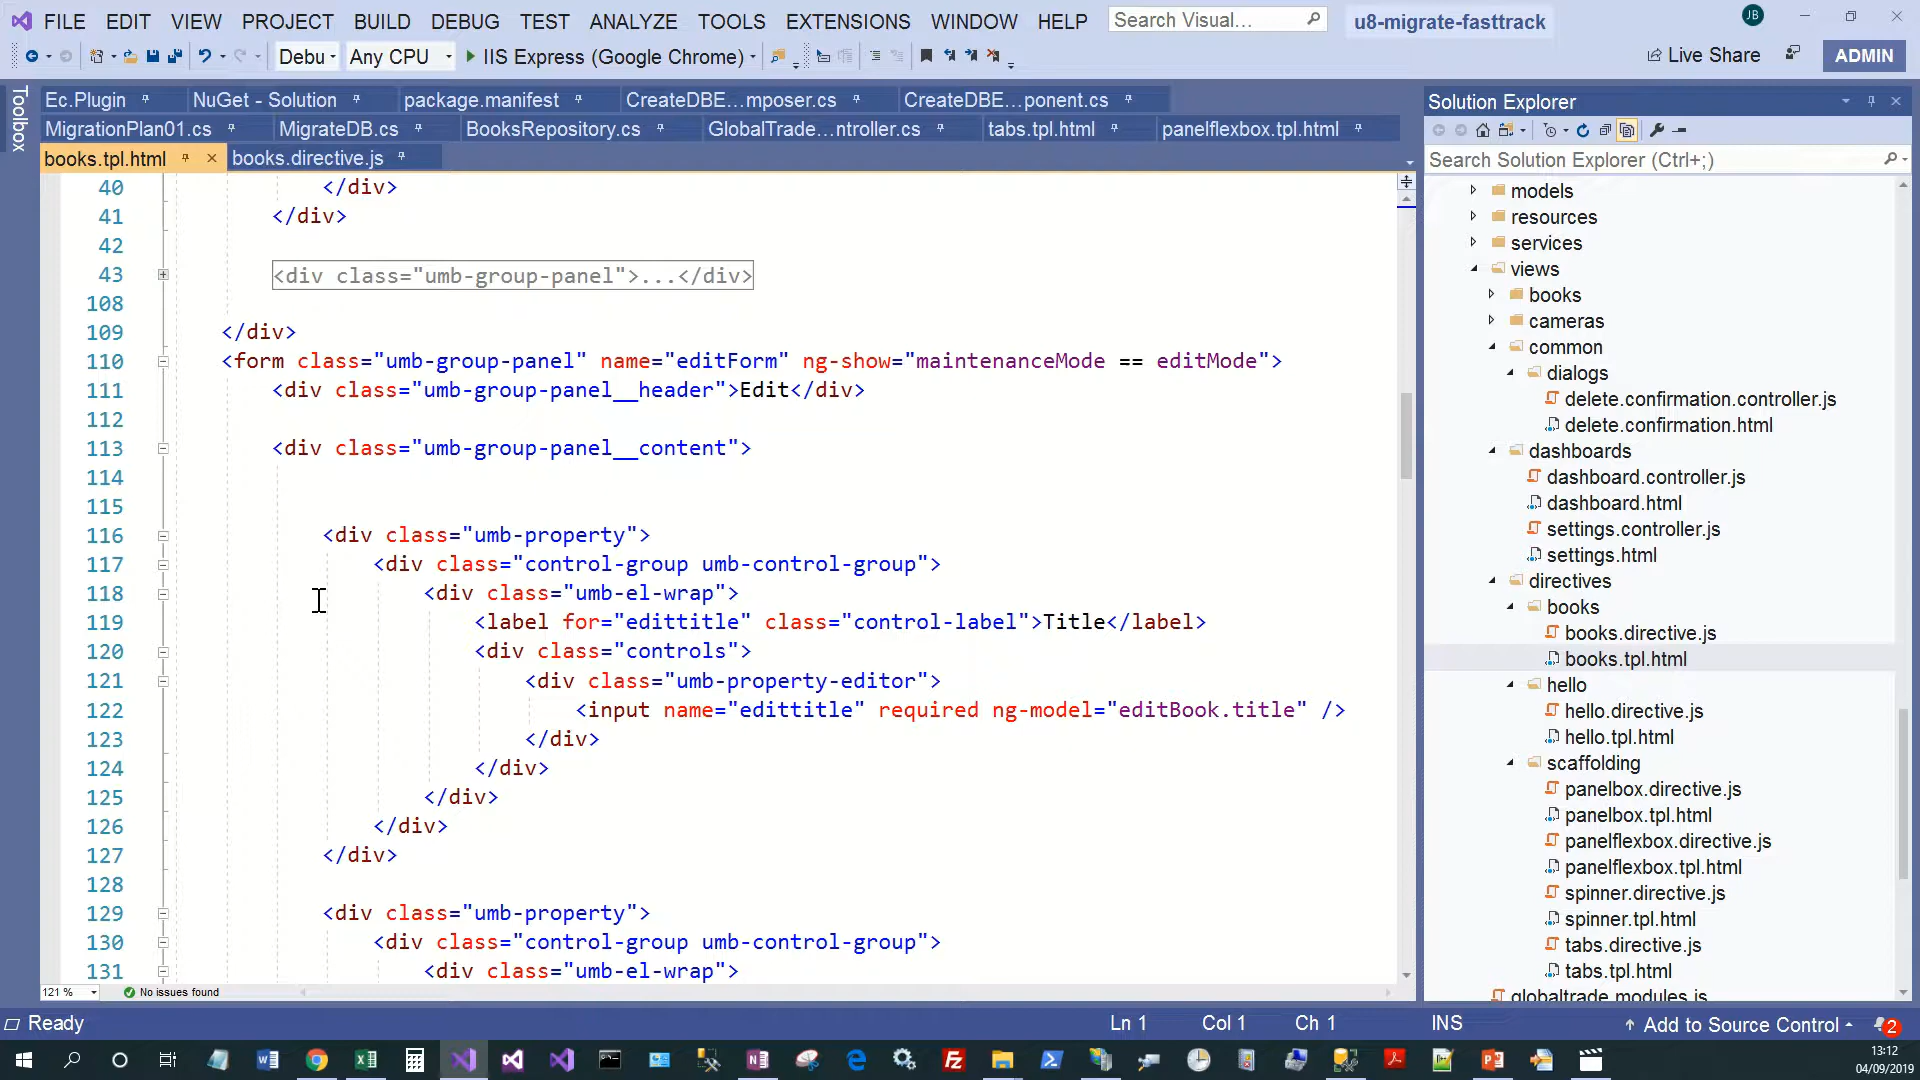 FILE EDIT VIEW PROJECT BUILD DEBUG TEST ANALYZE TOOLS EXTENSIONS WINDOW HELP Search Visual... u8-migrate-fasttrack JB
Debu Any CPU IIS Express (Google Chrome) Live Share ADMIN
Toolbox
Ec.Plugin NuGet - Solution package.manifest CreateDBE...mposer.cs CreateDBE...ponent.cs
MigrationPlan01.cs MigrateDB.cs BooksRepository.cs GlobalTrade...ntroller.cs tabs.tpl.html panelflexbox.tpl.html
books.tpl.html books.directive.js
40 </div>
41 </div>
42
43 <div class="umb-group-panel">...</div>
108
109 </div>
110 <form class="umb-group-panel" name="editForm" ng-show="maintenanceMode == editMode">
111 <div class="umb-group-panel__header">Edit</div>
112
113 <div class="umb-group-panel__content">
114
115
116 <div class="umb-property">
117 <div class="control-group umb-control-group">
118 <div class="umb-el-wrap">
119 <label for="edittitle" class="control-label">Title</label>
120 <div class="controls">
121 <div class="umb-property-editor">
122 <input name="edittitle" required ng-model="editBook.title" />
123 </div>
124 </div>
125 </div>
126 </div>
127 </div>
128
129 <div class="umb-property">
130 <div class="control-group umb-control-group">
131 <div class="umb-el-wrap">
121 % No issues found
Solution Explorer
Search Solution Explorer (Ctrl+;)
models
resources
services
views
books
cameras
common
dialogs
delete.confirmation.controller.js
delete.confirmation.html
dashboards
dashboard.controller.js
dashboard.html
settings.controller.js
settings.html
directives
books
books.directive.js
books.tpl.html
hello
hello.directive.js
hello.tpl.html
scaffolding
panelbox.directive.js
panelbox.tpl.html
panelflexbox.directive.js
panelflexbox.tpl.html
spinner.directive.js
spinner.tpl.html
tabs.directive.js
tabs.tpl.html
globaltrade.modules.js
Ready Ln 1 Col 1 Ch 1 INS Add to Source Control 2
13:12
04/09/2019